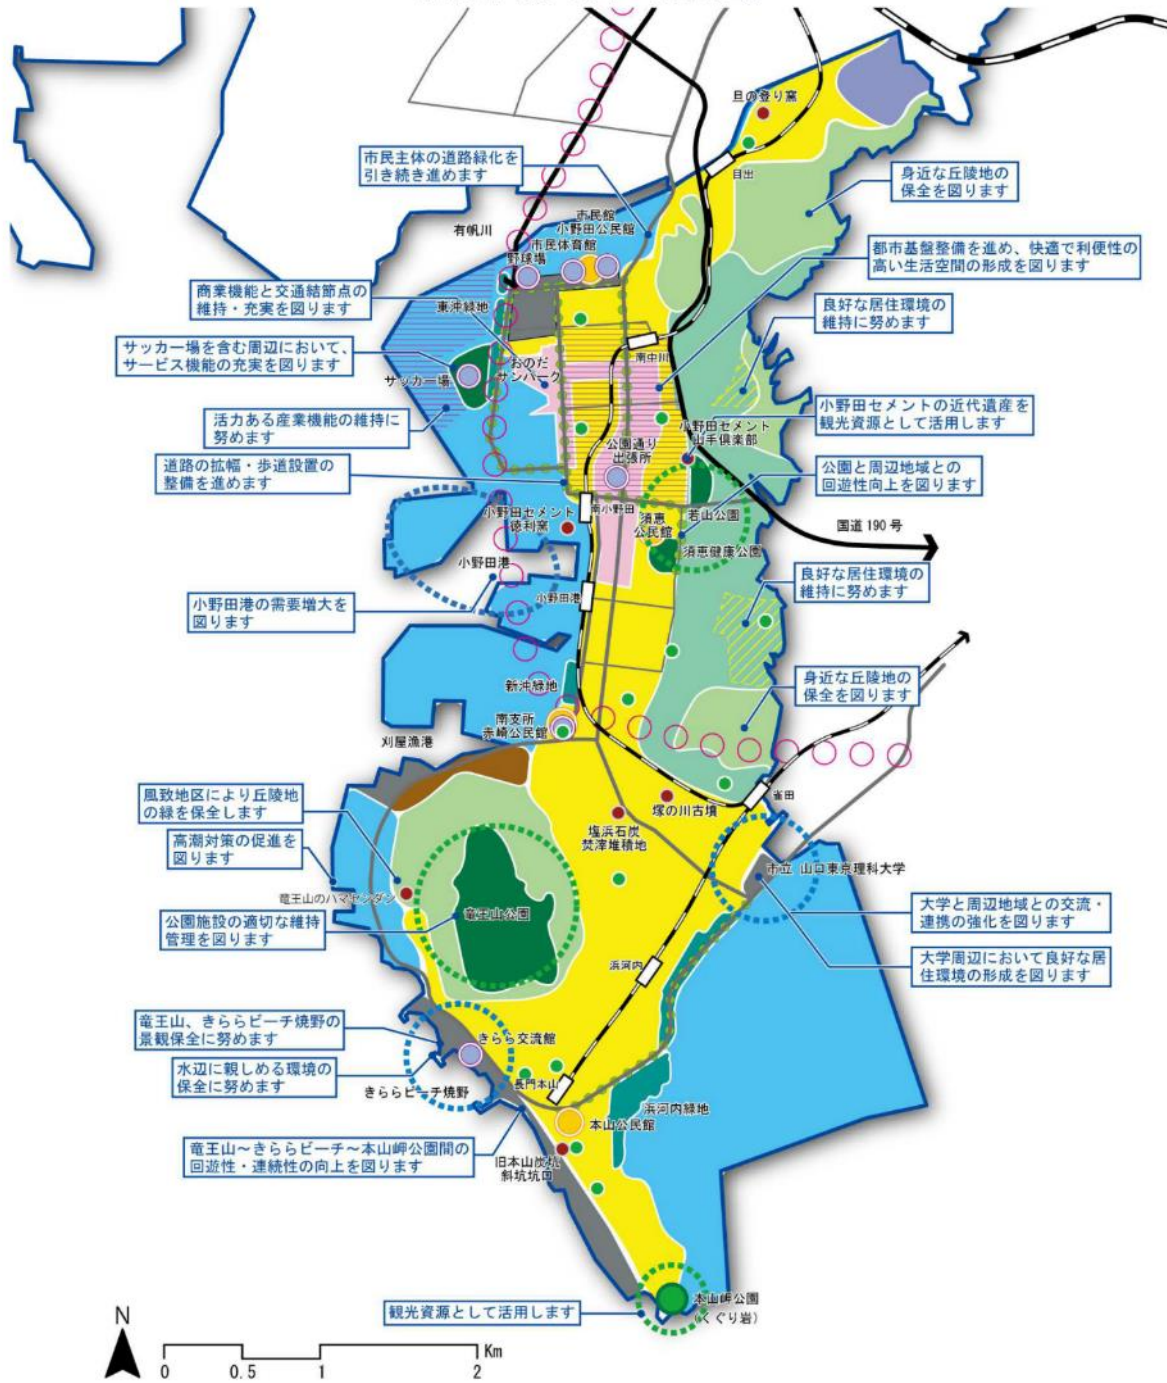 旦の登り窯
目出
市民主体の道路緑化を
引き続き進めます
身近な丘陵地の
保全を図ります
有帆川
市民館
小野田公民館
市民体育館
野球場
都市基盤整備を進め、快適で利便性の
高い生活空間の形成を図ります
商業機能と交通結節点の
維持・充実を図ります
東沖緑地
良好な居住環境の
維持に努めます
南中川
サッカー場を含む周辺において、
サービス機能の充実を図ります
おのだ
サンパーク
サッカー場
小野田セメントの近代遺産を
観光資源として活用します
活力ある産業機能の維持に
努めます
小野田セメント
山手倶楽部
公園通り
出張所
道路の拡幅・歩道設置の
整備を進めます
公園と周辺地域との
回遊性向上を図ります
小野田セメント
徳利窯
南小野田
須恵
公民館
若山公園
国道190号
須恵健康公園
小野田港
良好な居住環境の
維持に努めます
小野田港の需要増大を
図ります
小野田港
身近な丘陵地の
保全を図ります
新沖緑地
南支所
赤崎公民館
刈屋漁港
風致地区により丘陵地
の緑を保全します
雀田
塚の川古墳
塩浜石炭
焚滓堆積地
高潮対策の促進を
図ります
市立 山口東京理科大学
竜王山のハマセンダン
大学と周辺地域との交流・
連携の強化を図ります
公園施設の適切な維持
管理を図ります
竜王山公園
大学周辺において良好な居
住環境の形成を図ります
浜河内
竜王山、きららビーチ焼野の
景観保全に努めます
きらら交流館
水辺に親しめる環境の
保全に努めます
きららビーチ焼野
長門本山
浜河内緑地
本山公民館
竜王山～きららビーチ～本山岬公園間の
回遊性・連続性の向上を図ります
旧本山炭坑
斜坑坑口
観光資源として活用します
本山岬公園
(くぐり岩)
N
Km
0 0.5 1 2